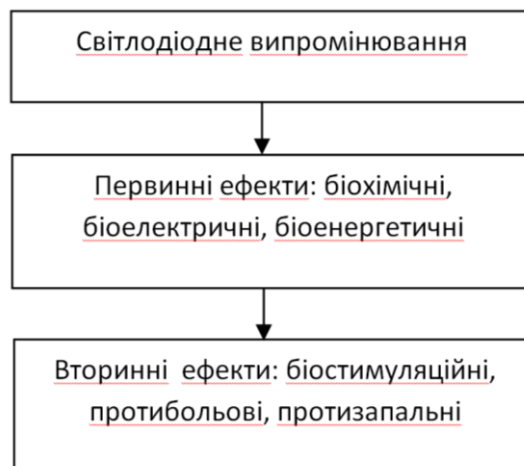 Світлодіодне випромінювання
Первинні ефекти: біохімічні,
біоелектричні, біоенергетичні
Вторинні ефекти: біостимуляційні,
протибольові, протизапальні